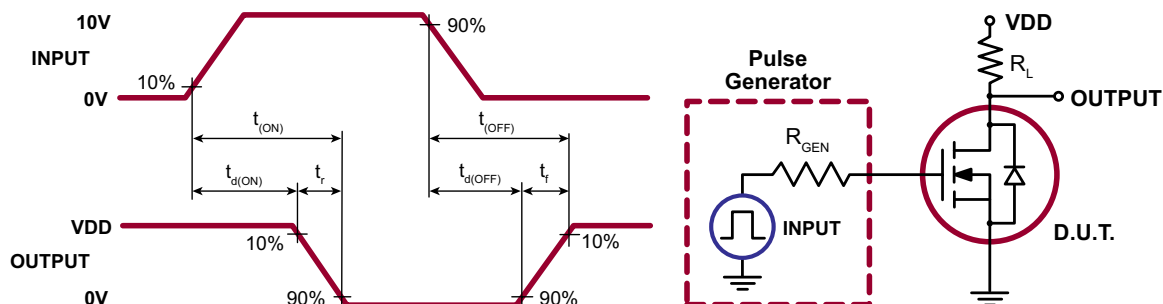 10V
90%
INPUT
10%
0V
t(ON)
t(OFF)
td(ON)
tr
td(OFF)
tf
VDD
10%
10%
OUTPUT
0V
90%
90%
Pulse
Generator
RGEN
INPUT
VDD
RL
OUTPUT
D.U.T.